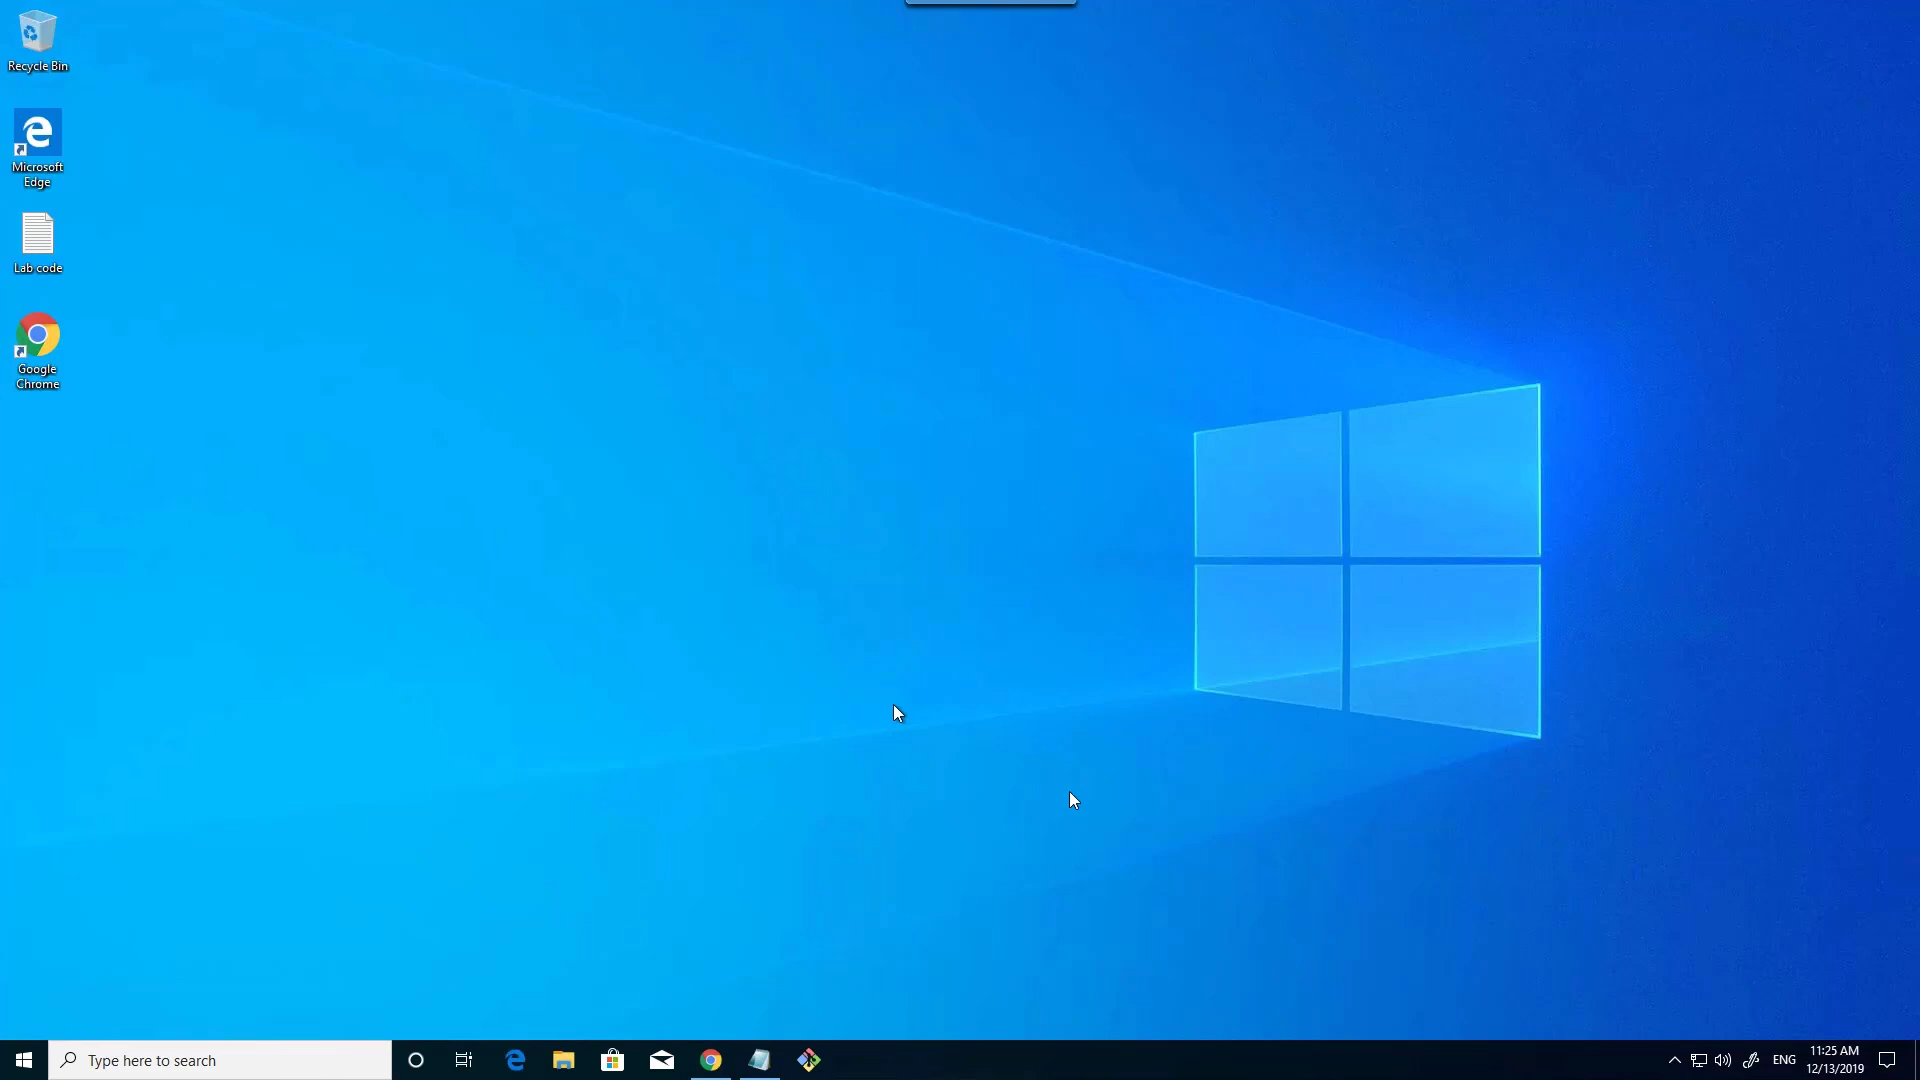 Recycle Bin
Microsoft
Edge
Lab code
Google
Chrome
Type here to search
ENG
11:25 AM
12/13/2019